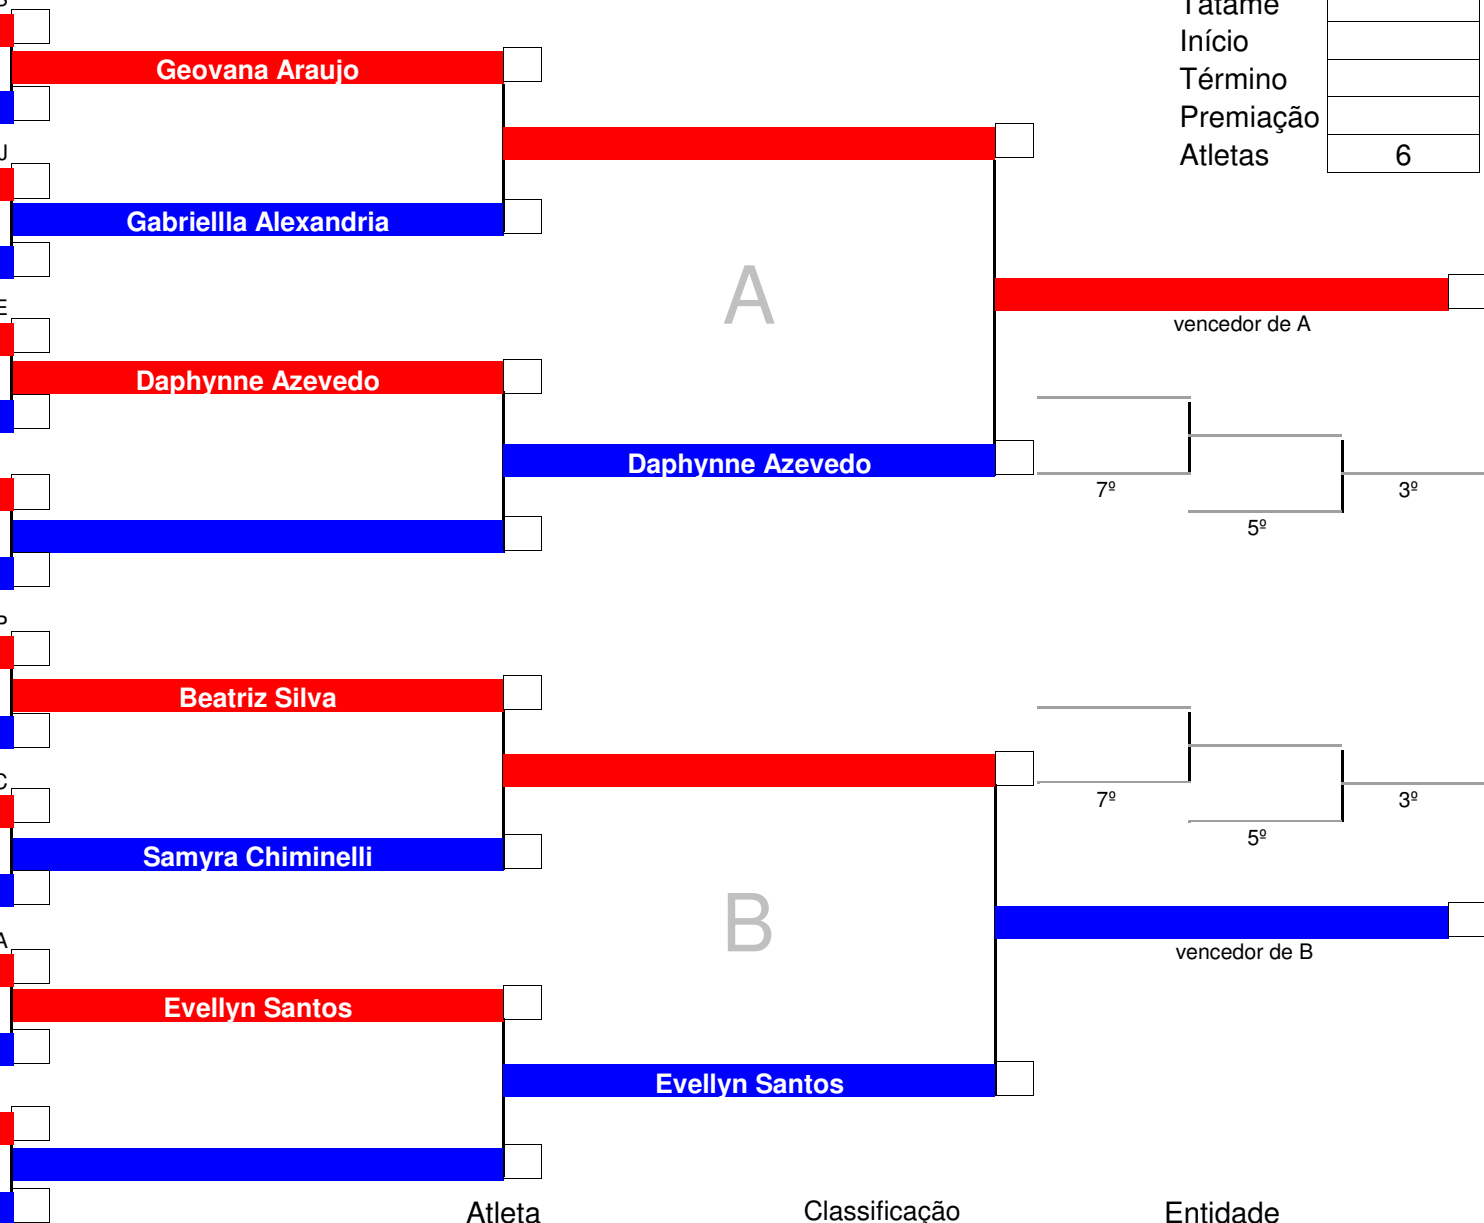 Tatame
Início
Geovana Araujo
Término
Premiação
Atletas 6
Gabriellla Alexandria
A
vencedor de A
Daphynne Azevedo
Daphynne Azevedo
7º 3º
5º
Beatriz Silva
7º 3º
5º
Samyra Chiminelli
B
vencedor de B
Evellyn Santos
Evellyn Santos
Atleta Classificação Entidade